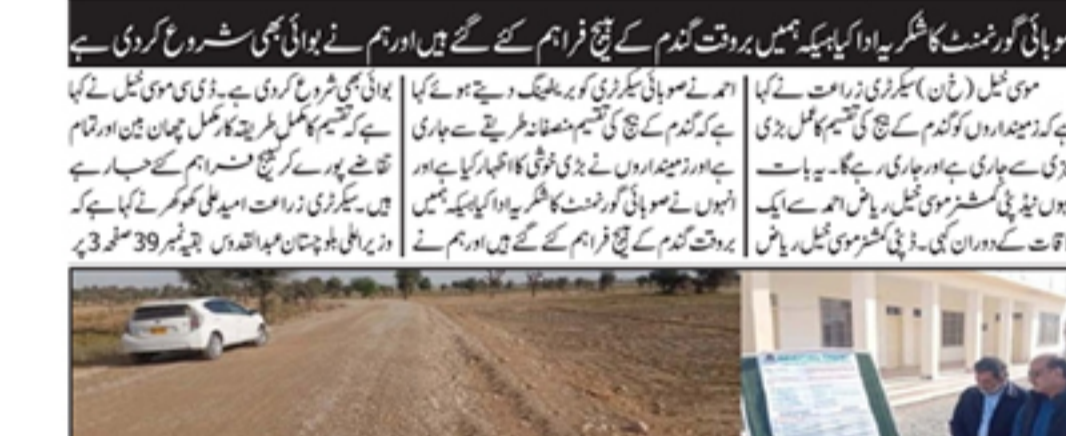 صوبائی گورنمنٹ کا شکریہ ادا کیا ہیکہ ہمیں بروقت گندم کے بیج فراہم کئے گئے ہیں اور ہم نے بوائی بھی شروع کردی ہے
موسیٰ خیل (خ ن) سیکرٹری زراعت نے کہا
ہے کہ زمینداروں کو گندم کے بیج کی تقسیم کا عمل بڑی
تیزی سے جاری ہے اور جاری رہے گا۔ یہ بات
انہوں نے ڈپٹی کمشنر موسیٰ خیل ریاض احمد سے ایک
ملاقات کے دوران کہی۔ ڈپٹی کمشنر موسیٰ خیل ریاض
احمد نے صوبائی سیکرٹری کو بریفنگ دیتے ہوئے کہا
ہے کہ گندم کے بیج کی تقسیم منصفانہ طریقے سے جاری
ہے اور زمینداروں نے بڑی خوشی کا اظہار کیا ہے اور
انہوں نے صوبائی گورنمنٹ کا شکریہ ادا کیا ہیکہ ہمیں
بروقت گندم کے بیج فراہم کئے گئے ہیں اور ہم نے
بوائی بھی شروع کردی ہے۔ ڈی سی موسیٰ خیل نے کہا
ہے کہ تقسیم کا مکمل طریقہ کار مکمل چھان بین اور تمام
تقاضے پورے کر کے بیج فراہم کئے جارہے
ہیں۔ سیکرٹری زراعت امید علی کھوکھر نے کہا ہے کہ
وزیراعلیٰ بلوچستان عبدالقدوس بقیہ نمبر 39 صفحہ 3 پر